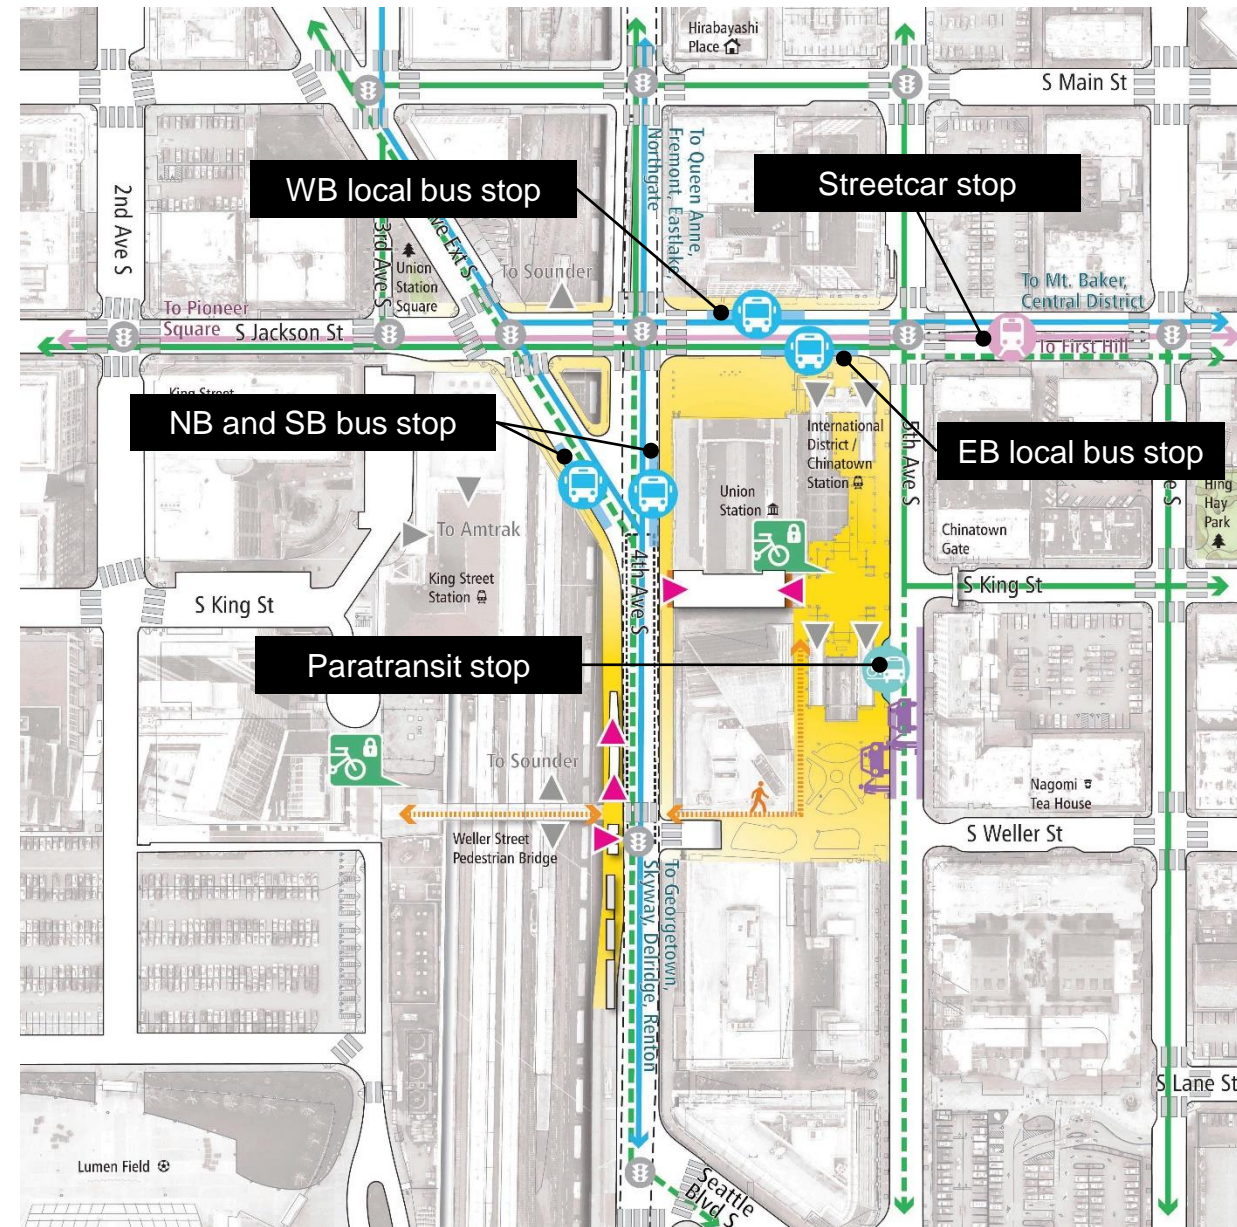 Hirabayashi
Place
S Main St
To Queen Anne,
Fremont, Eastlake,
Northgate
WB local bus stop
Streetcar stop
2nd Ave S
3rd Ave S
Ave Ext S
Union
Station
Square
To Sounder
To Mt. Baker,
Central District
To Pioneer
Square
S Jackson St
To First Hill
King Street
NB and SB bus stop
International
District /
Chinatown
Station
5th Ave S
EB local bus stop
S
Hing
Hay
Park
Union
Station
To Amtrak
Chinatown
Gate
King Street
Station
4th Ave S
S King St
S King St
Paratransit stop
To Sounder
Nagomi
Tea House
Weller Street
Pedestrian Bridge
S Weller St
To Georgetown,
Skyway, Delridge, Renton
S Lane St
Lumen Field
Seattle
Blvd S